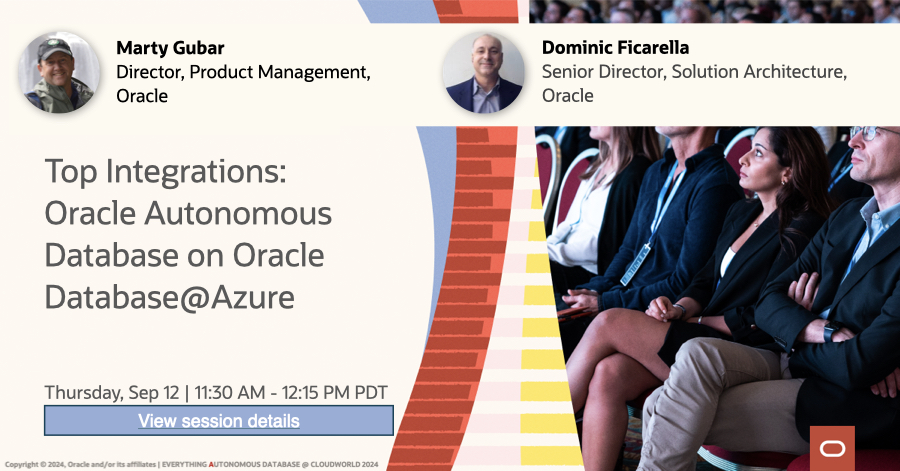 Marty Gubar
Director, Product Management,
Oracle
Dominic Ficarella
Senior Director, Solution Architecture,
Oracle
Top Integrations:
Oracle Autonomous
Database on Oracle
Database@Azure
Thursday, Sep 12 | 11:30 AM - 12:15 PM PDT
View session details
Copyright © 2024, Oracle and/or its affiliates | EVERYTHING AUTONOMOUS DATABASE @ CLOUDWORLD 2024